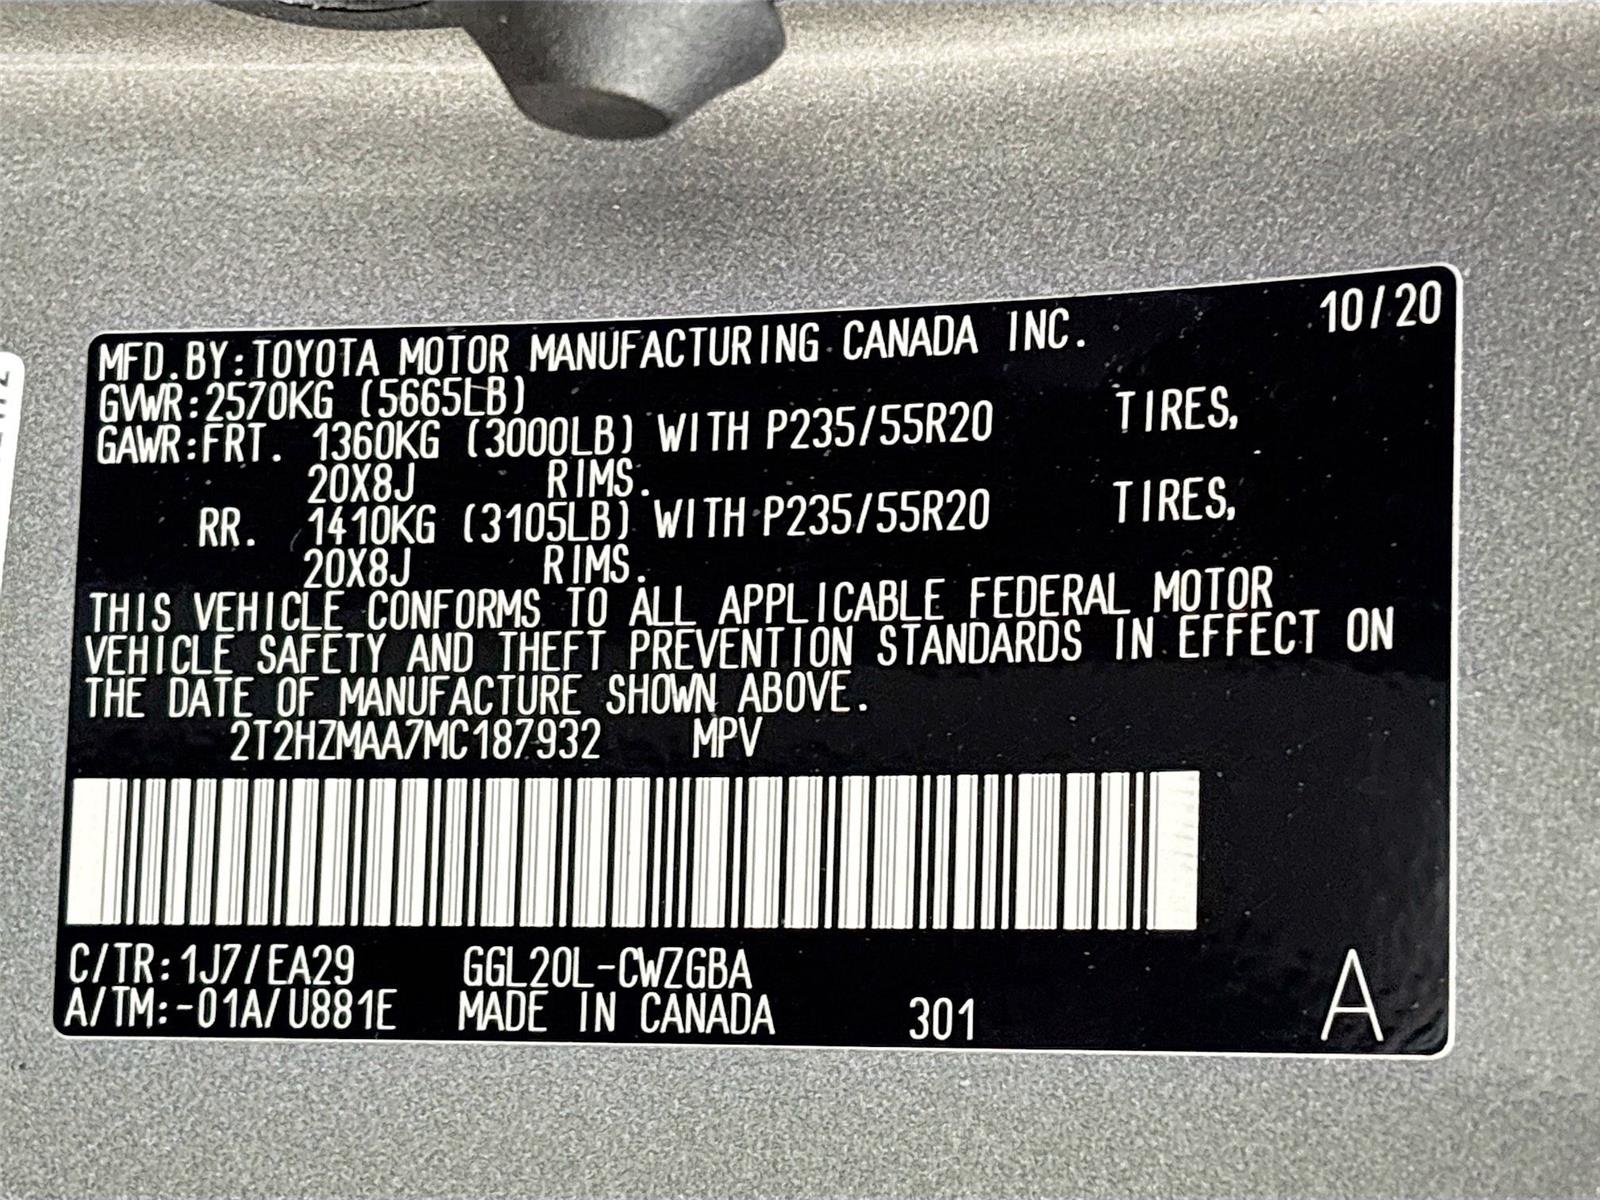 MFD.BY:TOYOTA MOTOR MANUFACTURING CANADA INC. 10/20
GVWR:2570KG (5665LB)
GAWR:FRT. 1360KG (3000LB) WITH P235/55R20 TIRES,
20X8J RIMS.
RR. 1410KG (3105LB) WITH P235/55R20 TIRES,
20X8J RIMS.
THIS VEHICLE CONFORMS TO ALL APPLICABLE FEDERAL MOTOR
VEHICLE SAFETY AND THEFT PREVENTION STANDARDS IN EFFECT ON
THE DATE OF MANUFACTURE SHOWN ABOVE.
2T2HZMAA7MC187932 MPV
C/TR:1J7/EA29 GGL20L-CWZGBA
A/TM:-01A/U881E MADE IN CANADA 301 A